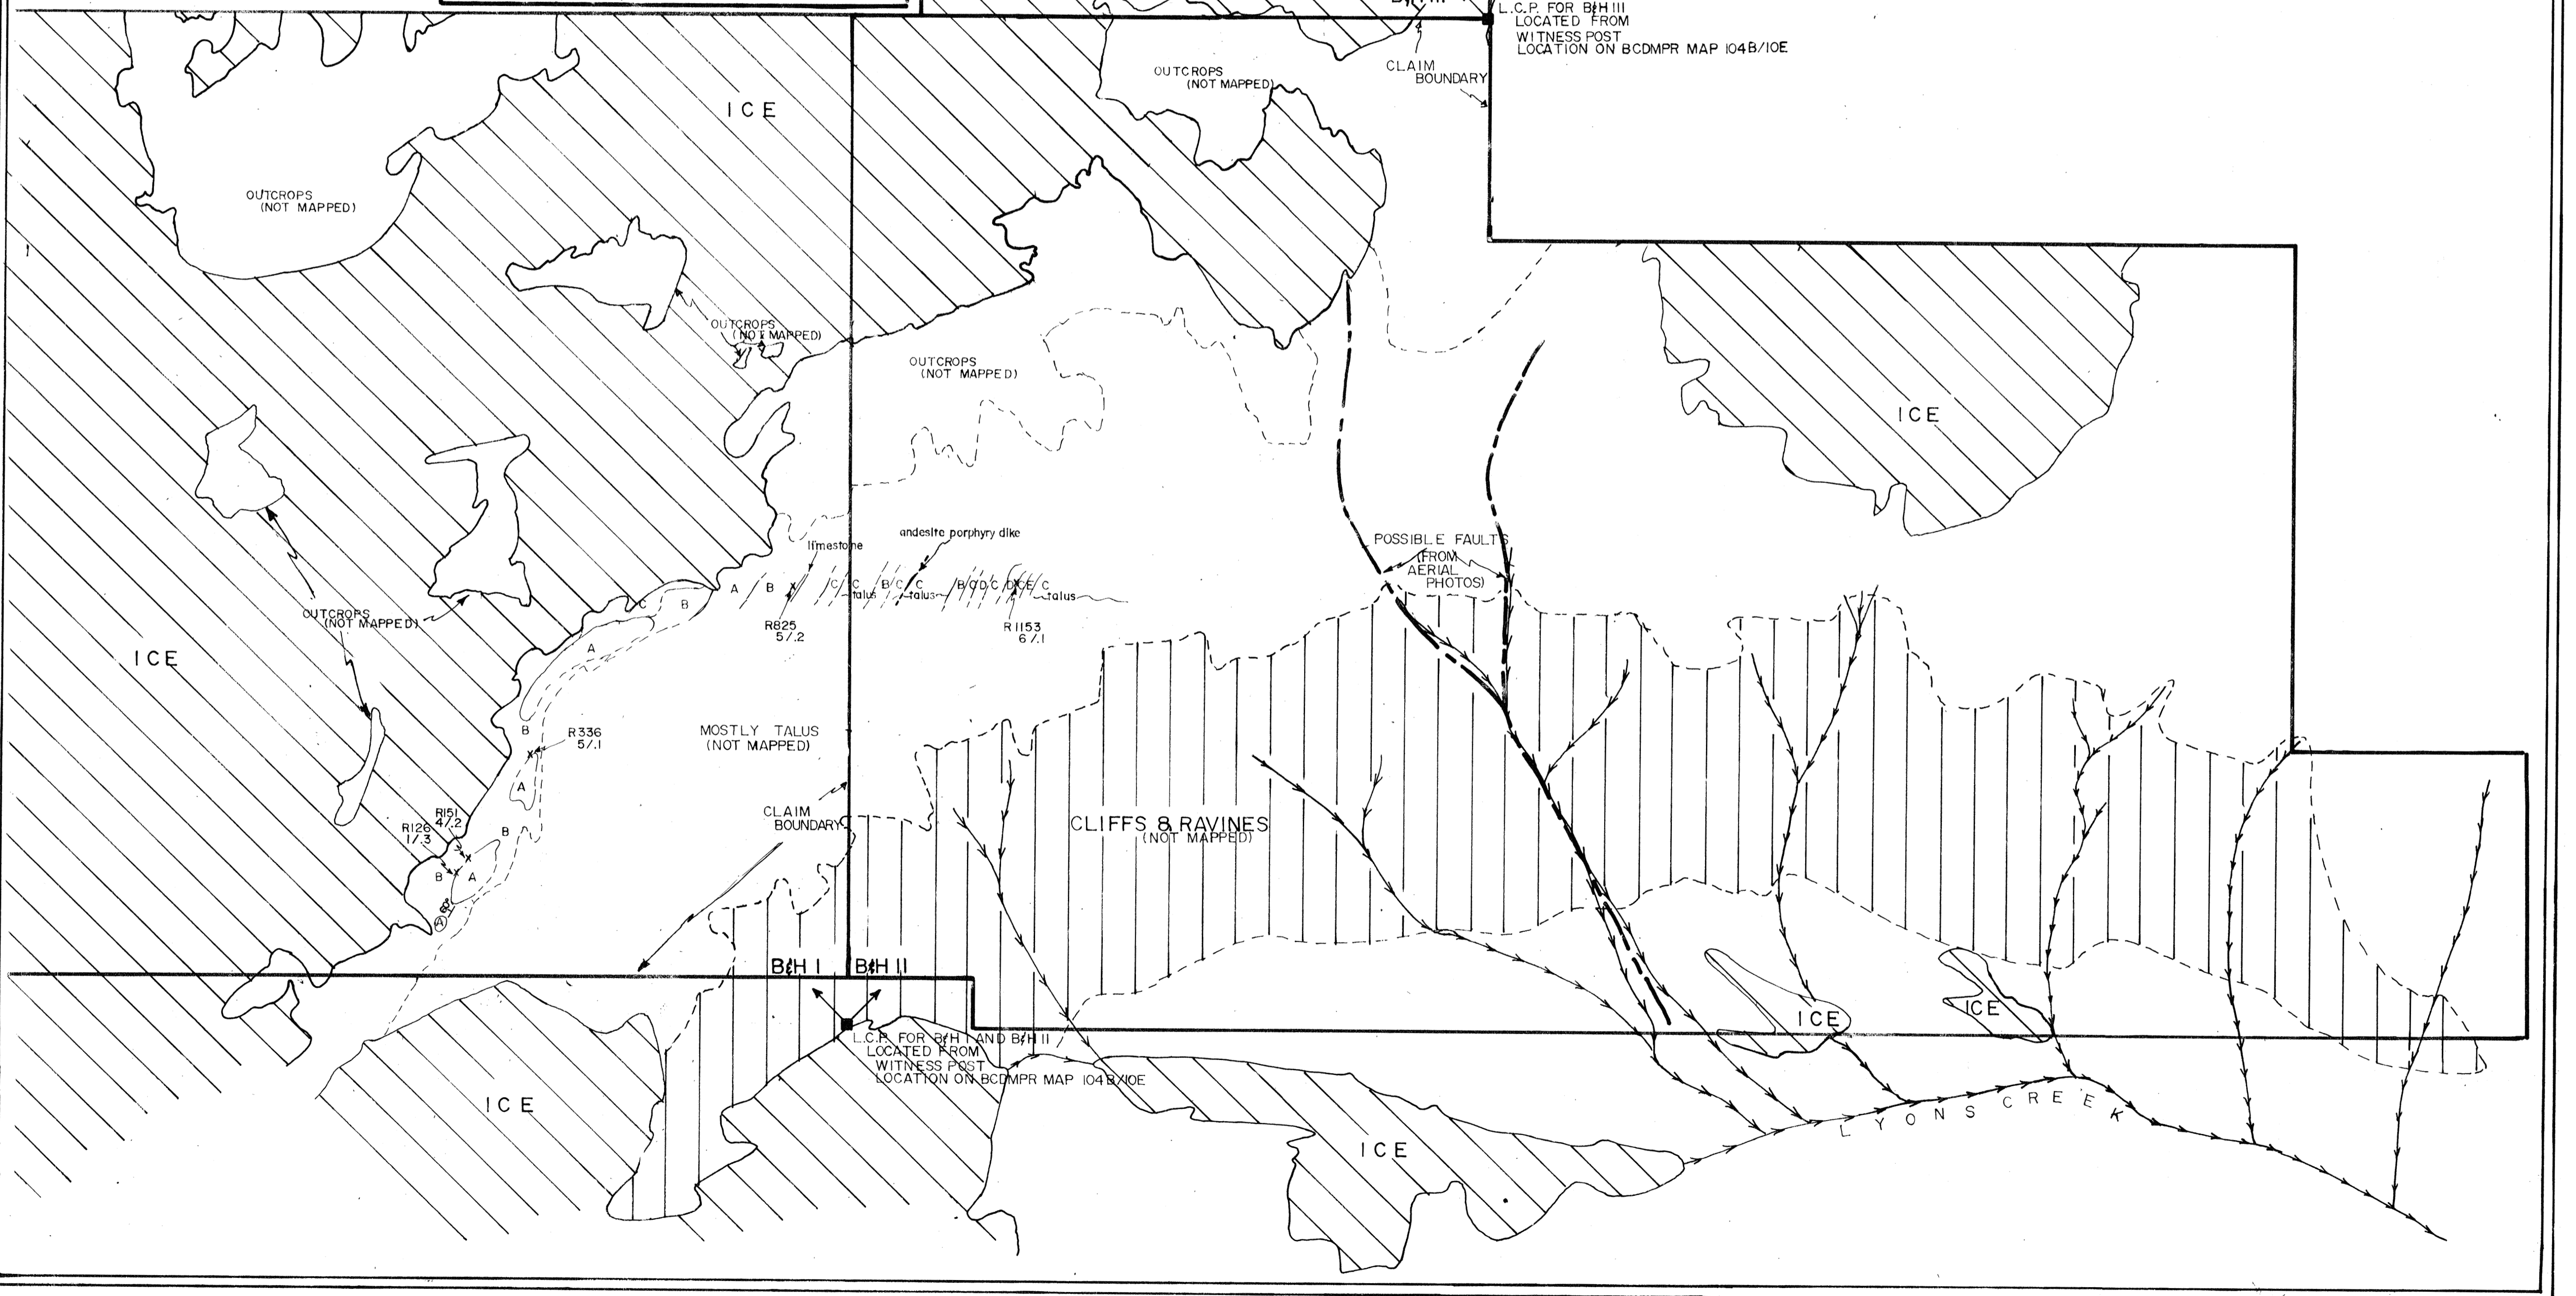 L.C.P. FOR B&H III
LOCATED FROM
WITNESS POST
LOCATION ON BCDMPR MAP 104B/10E
CLAIM
BOUNDARY
OUTCROPS
(NOT MAPPED)
ICE
OUTCROPS
(NOT MAPPED)
OUTCROPS
(NOT MAPPED)
OUTCROPS
(NOT MAPPED)
ICE
andesite porphyry dike
limestone
POSSIBLE FAULTS
(FROM
AERIAL
PHOTOS)
A B C C B C C
talus talus talus
C B
R825
5/.2
R1153
6/.1
OUTCROPS
(NOT MAPPED)
ICE
A
B
R336
5/.1
MOSTLY TALUS
(NOT MAPPED)
A
CLAIM
BOUNDARY
CLIFFS & RAVINES
(NOT MAPPED)
R151
4/.2
R126
1/.3
B
B A
A
B&H I B&H II
L.C.P. FOR B&H I AND B&H II
LOCATED FROM
WITNESS POST
LOCATION ON BCDMPR MAP 104B/10E
ICE
ICE
ICE
ICE
LYONS CREEK